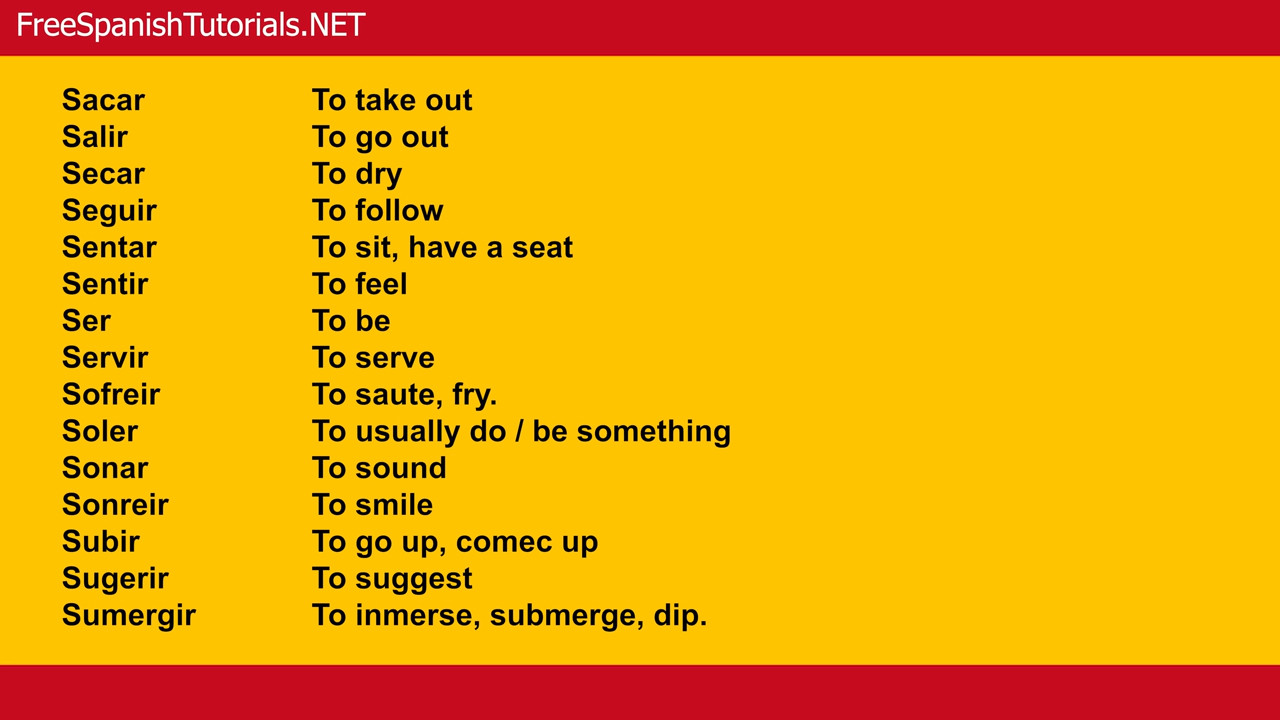 FreeSpanishTutorials.NET
Sacar To take out
Salir To go out
Secar To dry
Seguir To follow
Sentar To sit, have a seat
Sentir To feel
Ser To be
Servir To serve
Sofreir To saute, fry.
Soler To usually do / be something
Sonar To sound
Sonreir To smile
Subir To go up, comec up
Sugerir To suggest
Sumergir To inmerse, submerge, dip.